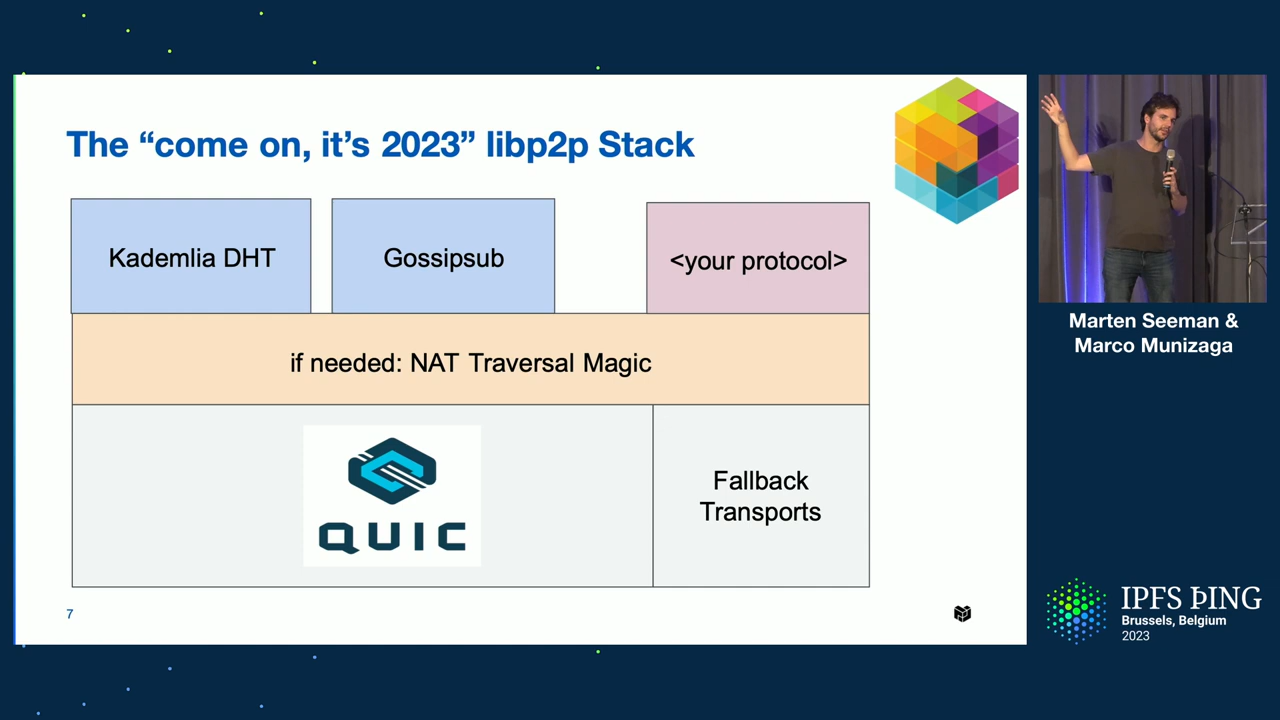 The “come on, it’s 2023” libp2p Stack
Kademlia DHT
Gossipsub
<your protocol>
if needed: NAT Traversal Magic
QUIC
Fallback
Transports
7
Marten Seeman &
Marco Munizaga
IPFS ÞING
Brussels, Belgium
2023